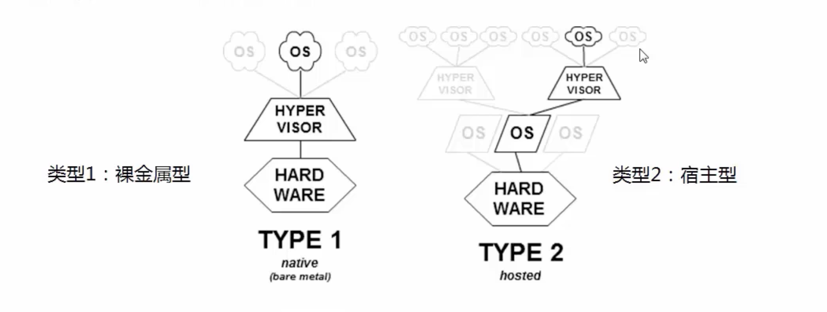 OS OS OS
HYPER
VISOR
HARD
WARE
类型1：裸金属型
TYPE 1
native
(bare metal)
OS OS OS OS OS OS
HYPER
VISOR
HYPER
VISOR
OS OS OS
HARD
WARE
类型2：宿主型
TYPE 2
hosted